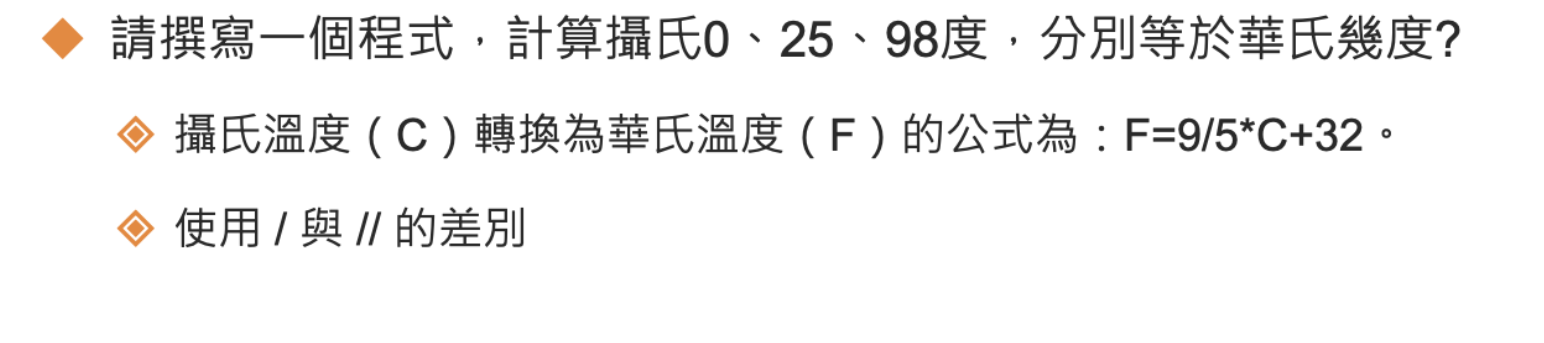 請撰寫一個程式，計算攝氏0、25、98度，分別等於華氏幾度?
攝氏溫度（C）轉換為華氏溫度（F）的公式為：F=9/5*C+32。
使用 / 與 // 的差別